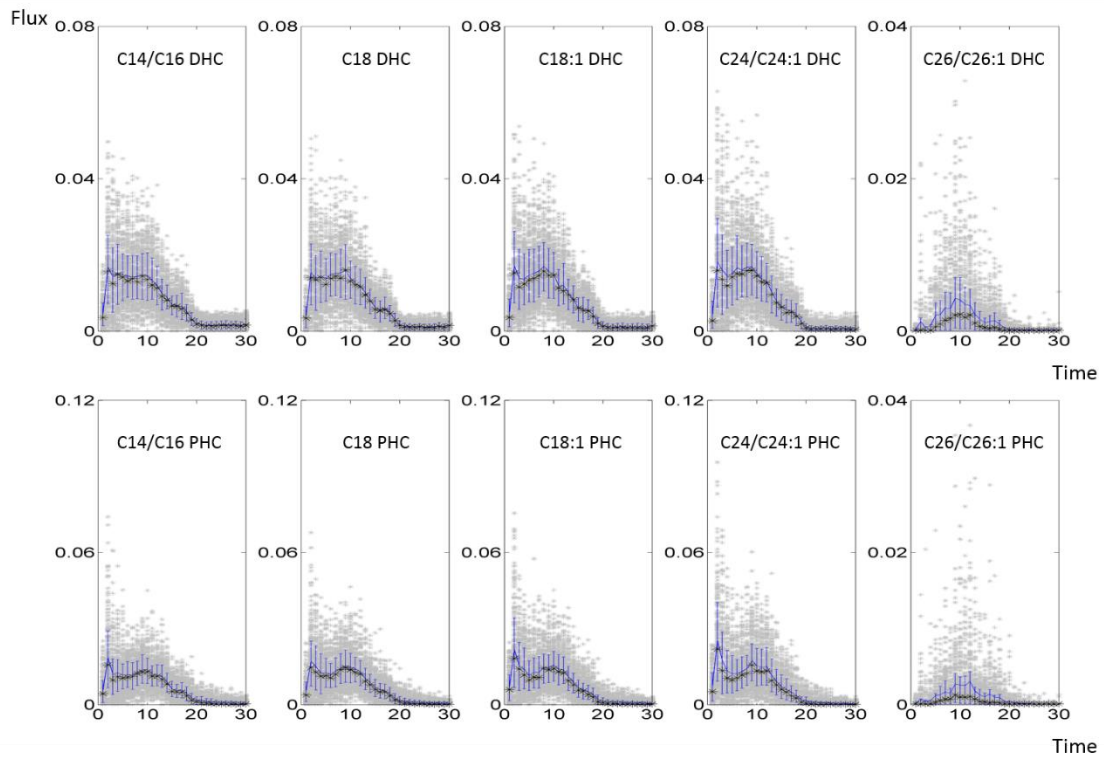 Flux
0.08 0.08 0.08 0.08 0.04
C14/C16 DHC C18 DHC C18:1 DHC C24/C24:1 DHC C26/C26:1 DHC
0.04 0.04 0.04 0.04 0.02
0 0 0 0 0
0 10 20 30 0 10 20 30 0 10 20 30 0 10 20 30 0 10 20 30
Time
0.12 0.12 0.12 0.12 0.04
C14/C16 PHC C18 PHC C18:1 PHC C24/C24:1 PHC C26/C26:1 PHC
0.06 0.06 0.06 0.06 0.02
0 0 0 0 0
0 10 20 30 0 10 20 30 0 10 20 30 0 10 20 30 0 10 20 30
Time